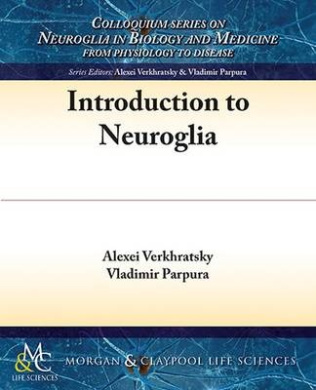 COLLOQUIUM SERIES ON
NEUROGLIA IN BIOLOGY AND MEDICINE
FROM PHYSIOLOGY TO DISEASE
Series Editors: Alexei Verkhratsky & Vladimir Parpura
Introduction to
Neuroglia
Alexei Verkhratsky
Vladimir Parpura
M&C
LIFE SCIENCES
MORGAN & CLAYPOOL LIFE SCIENCES